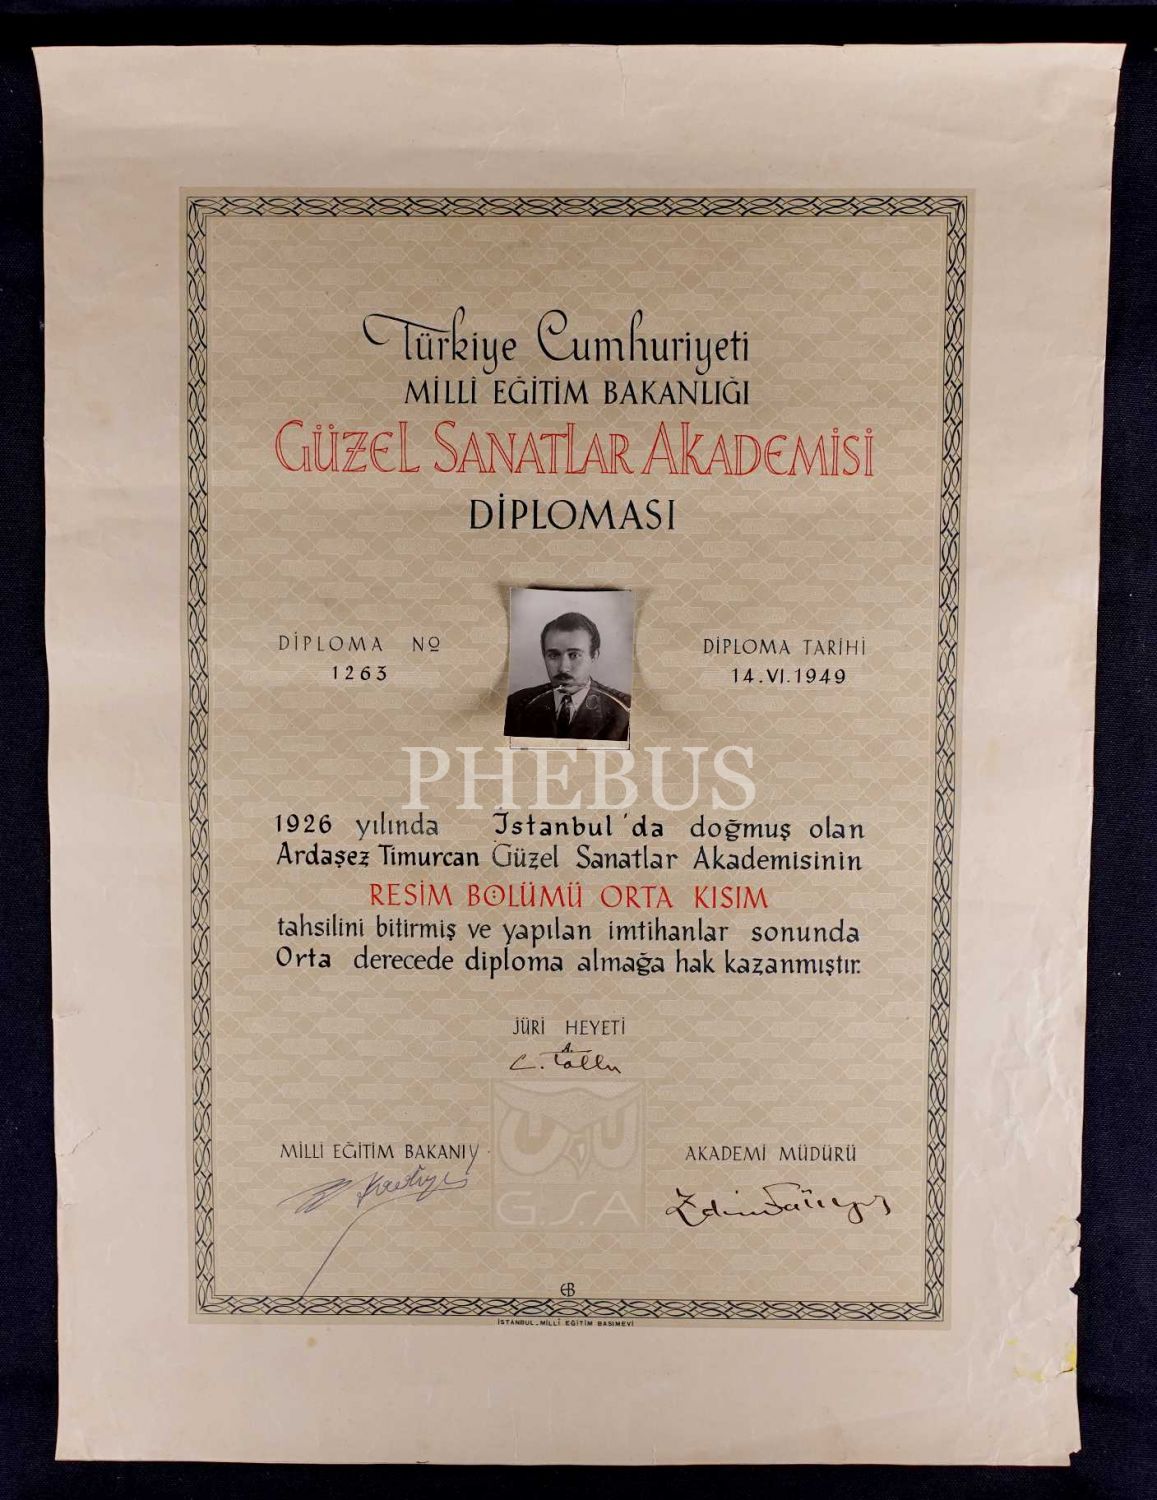 Türkiye Cumhuriyeti
MİLLİ EĞİTİM BAKANLIĞI
GÜZEL SANATLAR AKADEMİSİ
DİPLOMASI
DİPLOMA Nº
1263
DİPLOMA TARİHİ
14.VI.1949
PHEBUS
1926 yılında İstanbul'da doğmuş olan
Ardaşez Timurcan Güzel Sanatlar Akademisinin
RESİM BÖLÜMÜ ORTA KISIM
tahsilini bitirmiş ve yapılan imtihanlar sonunda
Orta derecede diploma almağa hak kazanmıştır.
JÜRİ HEYETİ
C. Tollu
MİLLİ EĞİTİM BAKANI
AKADEMİ MÜDÜRÜ
G.S.A
EB
İSTANBUL-MİLLÎ EĞİTİM BASIMEVİ